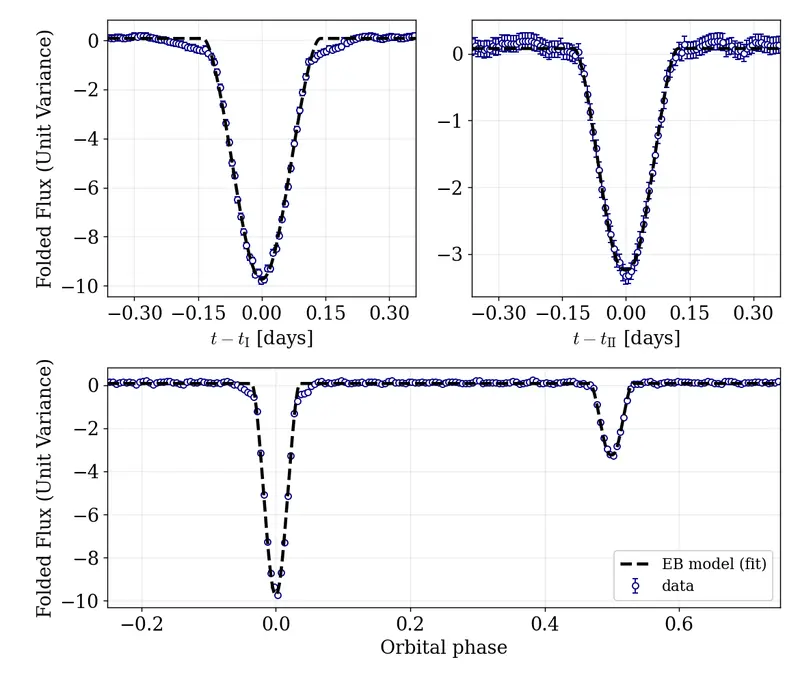 Folded Flux (Unit Variance)
0
−2
−4
−6
−8
−10
−0.30 −0.15 0.00 0.15 0.30
t − t_I [days]
0
−1
−2
−3
−0.30 −0.15 0.00 0.15 0.30
t − t_II [days]
Folded Flux (Unit Variance)
0
−2
−4
−6
−8
−10
EB model (fit)
data
−0.2 0.0 0.2 0.4 0.6
Orbital phase